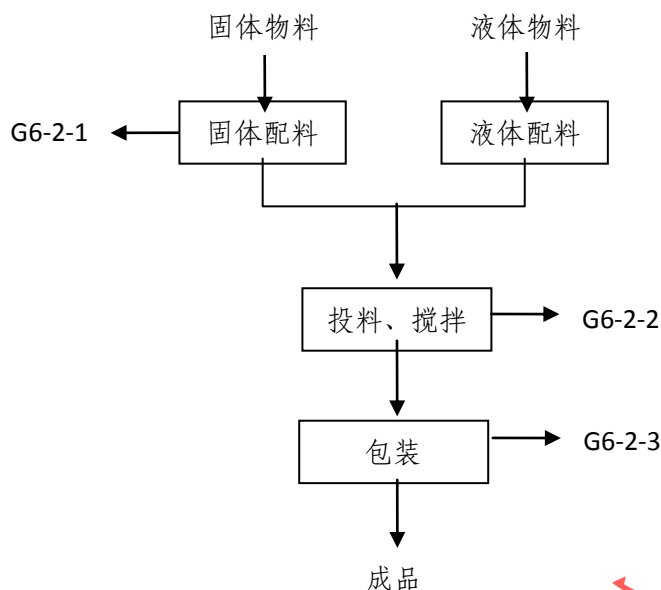 固体物料
液体物料
G6-2-1
固体配料
液体配料
投料、搅拌
G6-2-2
包装
G6-2-3
成品